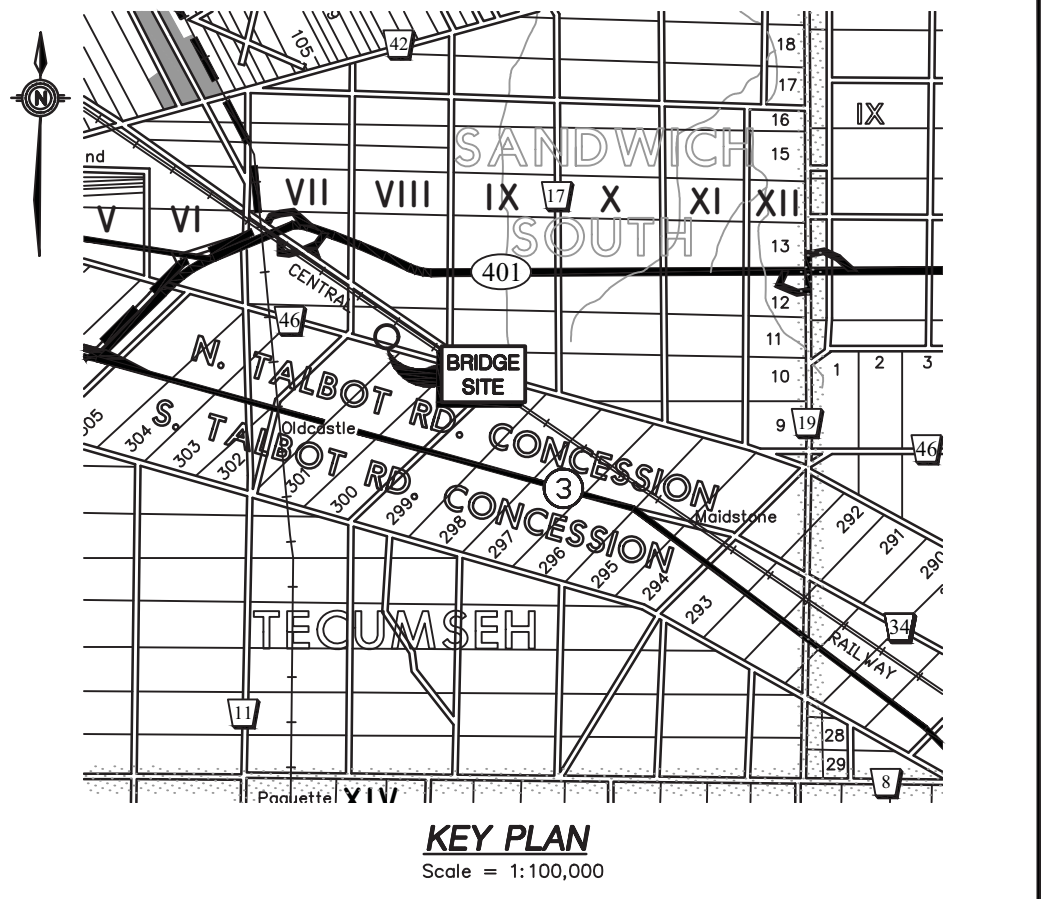 42
105
18
17
16
IX
SANDWICH
15
nd
VII
VIII
IX
17
X
XI
XII
V
VI
SOUTH
13
N
401
CENTRAL
12
46
11
N. TALBOT RD. CONCESSION
BRIDGE
SITE
10
1
2
3
9
19
46
S. TALBOT RD. CONCESSION
Oldcastle
304
303
302
301
300
299
298
297
296
295
294
293
292
291
290
3
Maidstone
TECUMSEH
34
RAILWAY
11
28
29
8
Paquette
XIV
KEY PLAN
Scale = 1:100,000